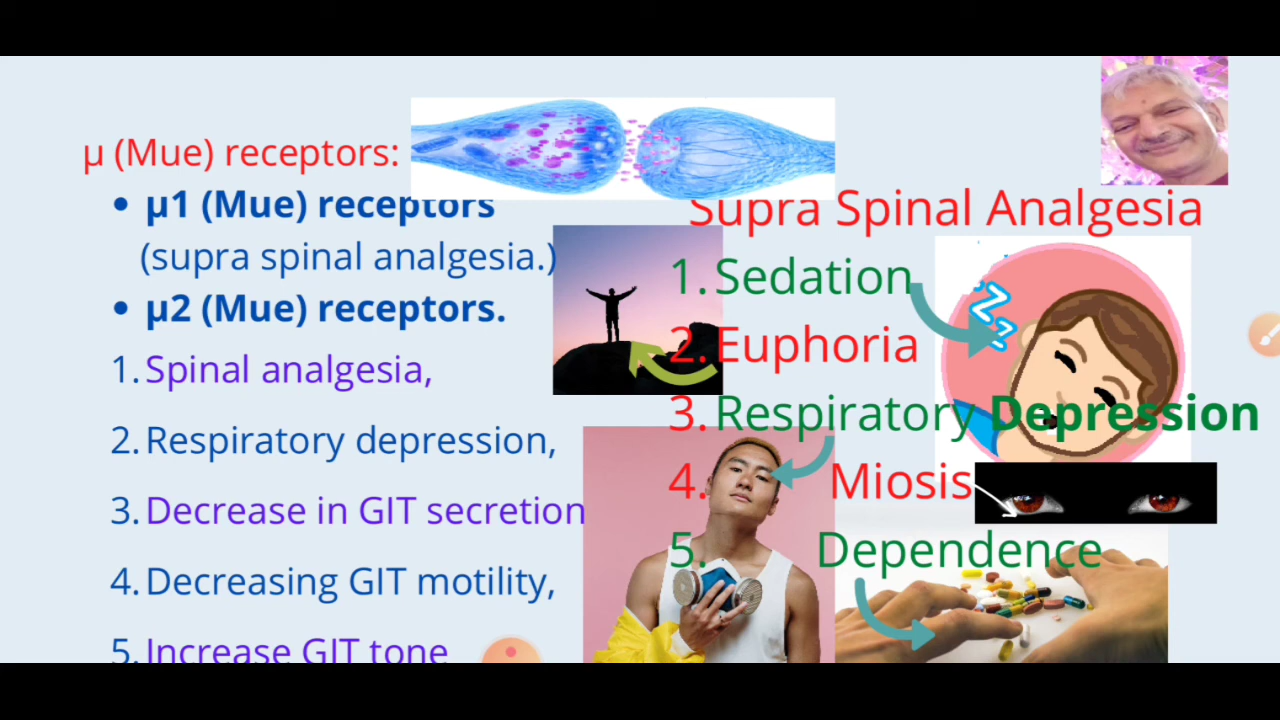 µ (Mue) receptors:
• µ1 (Mue) receptors
(supra spinal analgesia.)
• µ2 (Mue) receptors.
1. Spinal analgesia,
2. Respiratory depression,
3. Decrease in GIT secretion
4. Decreasing GIT motility,
5. Increase GIT tone
Supra Spinal Analgesia
1. Sedation
2. Euphoria
3. Respiratory Depression
4. Miosis
5. Dependence
Zzz